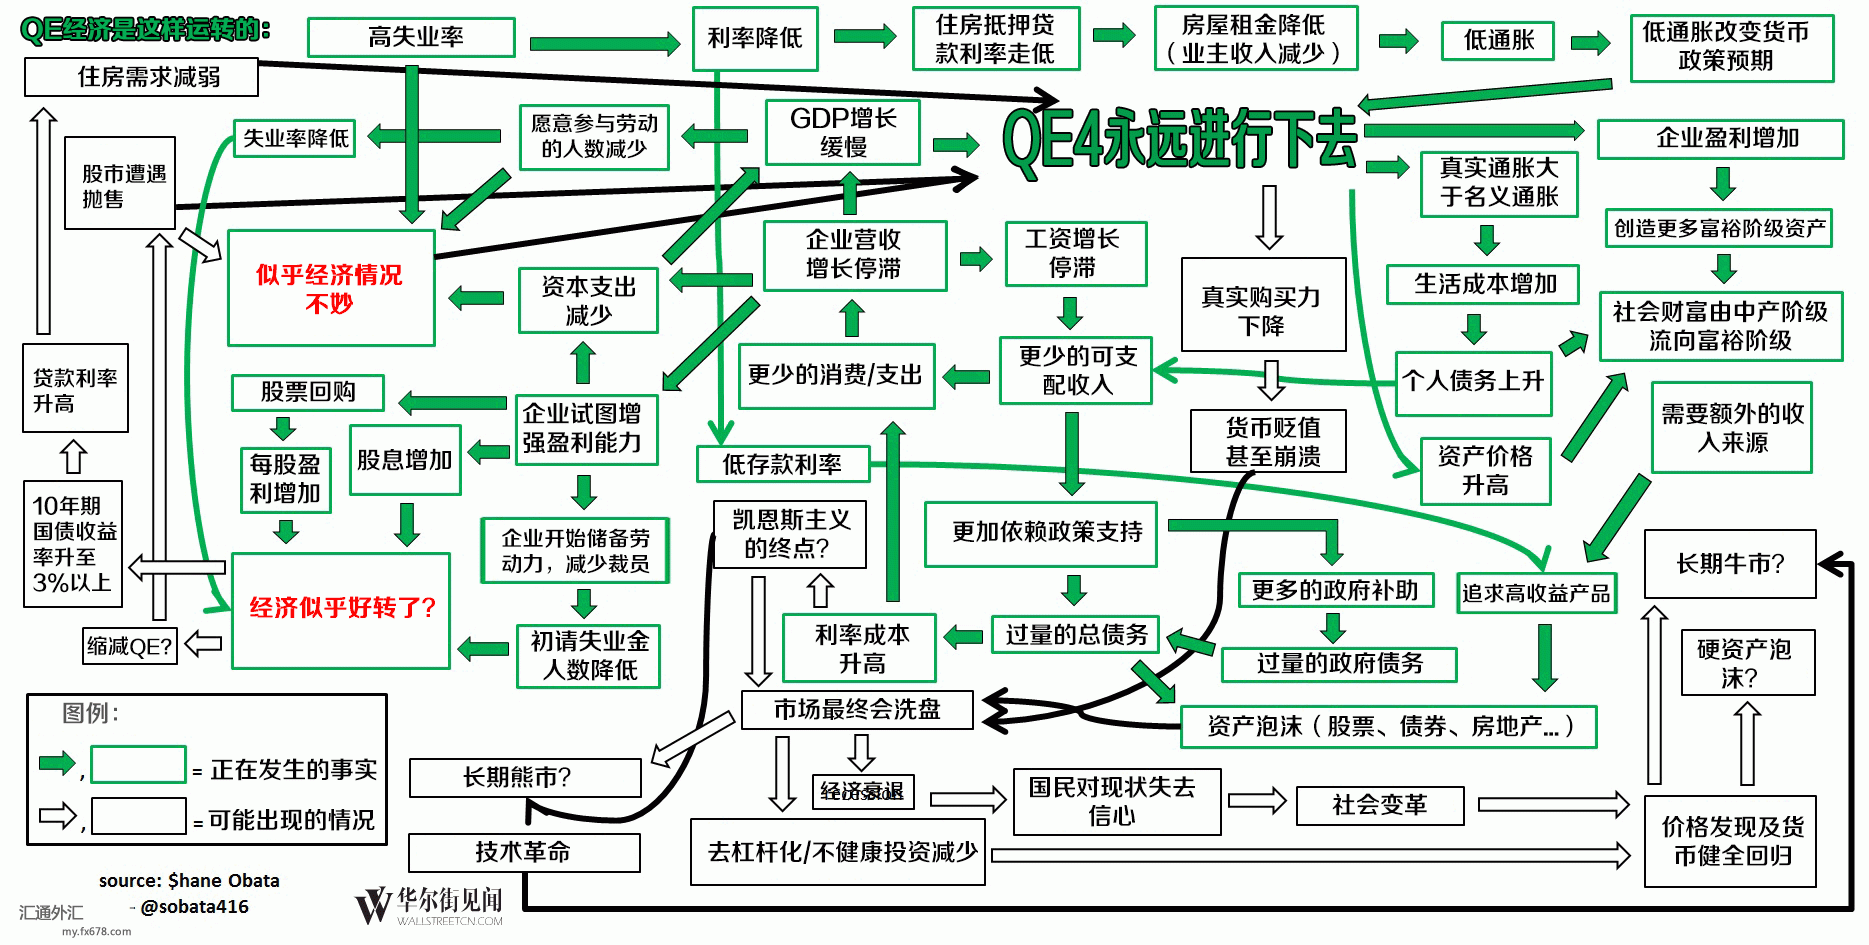 QE经济是这样运转的：
高失业率
利率降低
住房抵押贷
款利率走低
房屋租金降低
（业主收入减少）
低通胀
低通胀改变货币
政策预期
住房需求减弱
失业率降低
愿意参与劳动
的人数减少
GDP增长
缓慢
QE4永远进行下去
企业盈利增加
股市遭遇
抛售
真实通胀大
于名义通胀
创造更多富裕阶级资产
似乎经济情况
不妙
资本支出
减少
企业营收
增长停滞
工资增长
停滞
真实购买力
下降
生活成本增加
社会财富由中产阶级
流向富裕阶级
贷款利率
升高
股票回购
更少的消费/支出
更少的可支
配收入
个人债务上升
需要额外的收
入来源
企业试图增
强盈利能力
货币贬值
甚至崩溃
每股盈
利增加
股息增加
低存款利率
资产价格
升高
10年期
国债收益
率升至
3%以上
企业开始储备劳
动力，减少裁员
凯恩斯主义
的终点？
更加依赖政策支持
长期牛市？
经济似乎好转了？
更多的政府补助
追求高收益产品
缩减QE？
初请失业金
人数降低
利率成本
升高
过量的总债务
过量的政府债务
硬资产泡
沫？
市场最终会洗盘
资产泡沫（股票、债券、房地产...）
图例：
, = 正在发生的事实
, = 可能出现的情况
长期熊市？
经济衰退
recession
国民对现状失去
信心
社会变革
价格发现及货
币健全回归
技术革命
去杠杆化/不健康投资减少
source: $hane Obata
- @sobata416
华尔街见闻
WALLSTREETCN.COM
汇通外汇
my.fx678.com